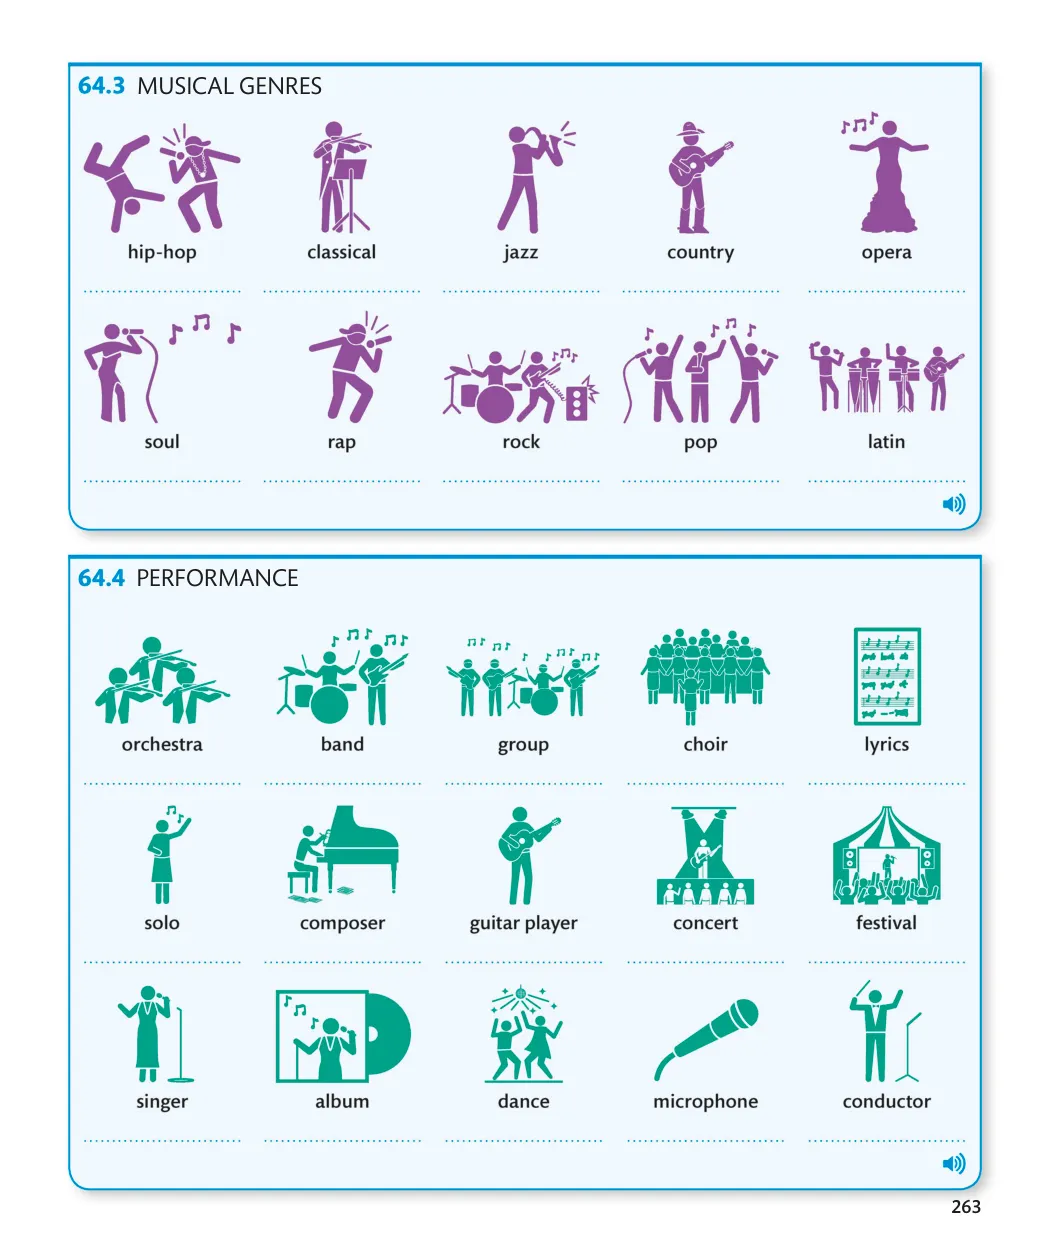 64.3 MUSICAL GENRES
hip-hop classical jazz country opera
soul rap rock pop latin
64.4 PERFORMANCE
orchestra band group choir lyrics
solo composer guitar player concert festival
singer album dance microphone conductor
263